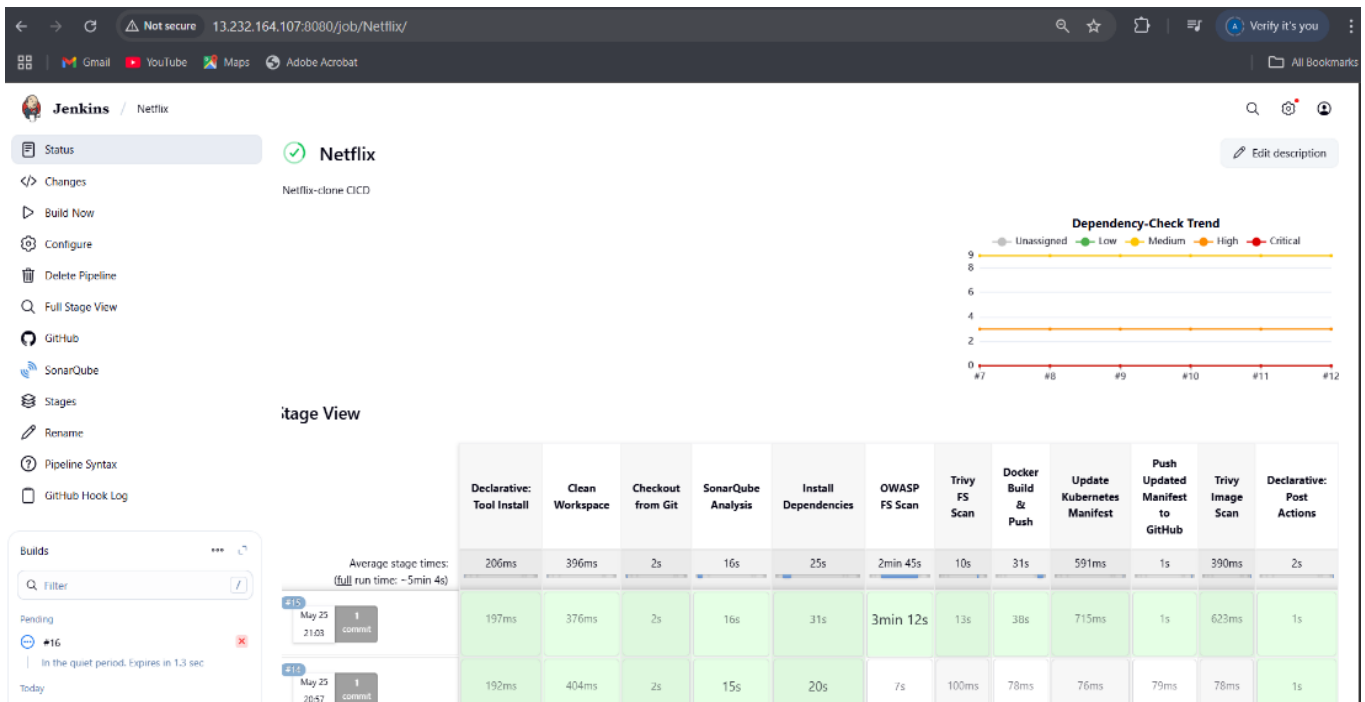 Not secure 13.232.164.107:8080/job/Netflix/
A Verify it's you
Gmail YouTube Maps Adobe Acrobat
All Bookmarks
Jenkins / Netflix
Status
Changes
Build Now
Configure
Delete Pipeline
Full Stage View
GitHub
SonarQube
Stages
Rename
Pipeline Syntax
GitHub Hook Log
Builds
Filter /
Pending
#16
In the quiet period. Expires in 1.3 sec
Today
Netflix
Edit description
Netflix-clone CICD
Dependency-Check Trend
Unassigned Low Medium High Critical
9
8
6
4
2
0
#7 #8 #9 #10 #11 #12
Stage View
Declarative: Tool Install
Clean Workspace
Checkout from Git
SonarQube Analysis
Install Dependencies
OWASP FS Scan
Trivy FS Scan
Docker Build & Push
Update Kubernetes Manifest
Push Updated Manifest to GitHub
Trivy Image Scan
Declarative: Post Actions
Average stage times: 206ms 396ms 2s 16s 25s 2min 45s 10s 31s 591ms 1s 390ms 2s
(full run time: ~5min 4s)
#15
May 25 21:03 1 commit
197ms 376ms 2s 16s 31s 3min 12s 13s 38s 715ms 1s 623ms 1s
#14
May 25 20:57 1 commit
192ms 404ms 2s 15s 20s 7s 100ms 78ms 76ms 79ms 78ms 1s